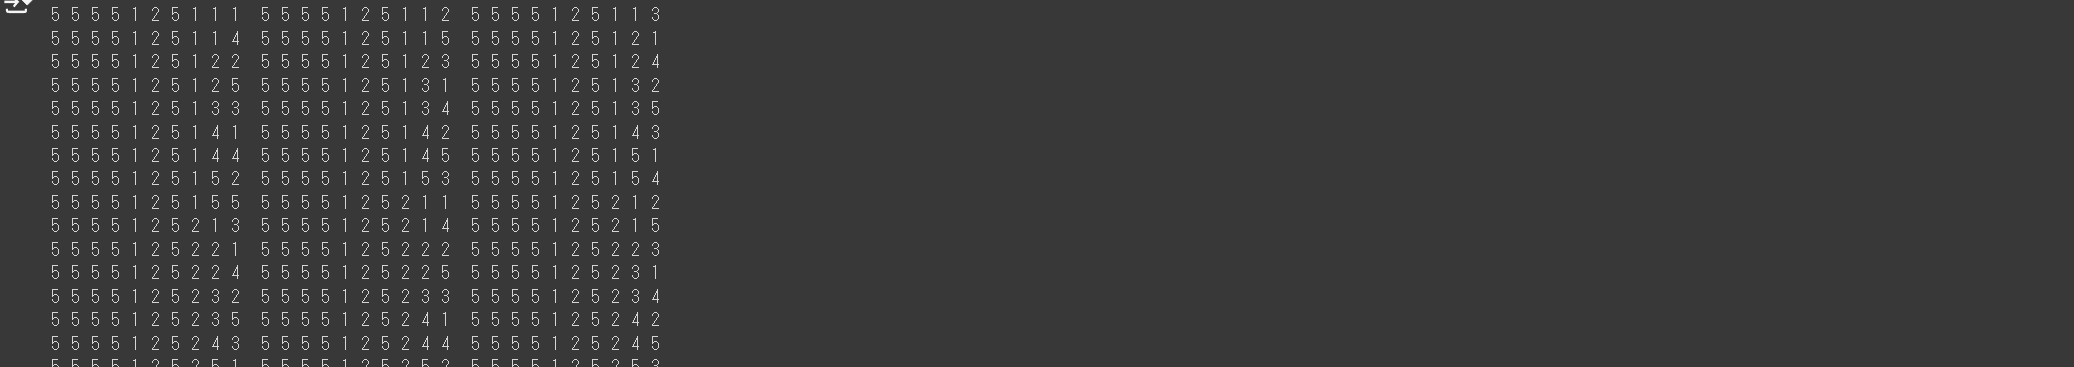 5 5 5 5 1 2 5 1 1 1  5 5 5 5 1 2 5 1 1 2  5 5 5 5 1 2 5 1 1 3
5 5 5 5 1 2 5 1 1 4  5 5 5 5 1 2 5 1 1 5  5 5 5 5 1 2 5 1 2 1
5 5 5 5 1 2 5 1 2 2  5 5 5 5 1 2 5 1 2 3  5 5 5 5 1 2 5 1 2 4
5 5 5 5 1 2 5 1 2 5  5 5 5 5 1 2 5 1 3 1  5 5 5 5 1 2 5 1 3 2
5 5 5 5 1 2 5 1 3 3  5 5 5 5 1 2 5 1 3 4  5 5 5 5 1 2 5 1 3 5
5 5 5 5 1 2 5 1 4 1  5 5 5 5 1 2 5 1 4 2  5 5 5 5 1 2 5 1 4 3
5 5 5 5 1 2 5 1 4 4  5 5 5 5 1 2 5 1 4 5  5 5 5 5 1 2 5 1 5 1
5 5 5 5 1 2 5 1 5 2  5 5 5 5 1 2 5 1 5 3  5 5 5 5 1 2 5 1 5 4
5 5 5 5 1 2 5 1 5 5  5 5 5 5 1 2 5 2 1 1  5 5 5 5 1 2 5 2 1 2
5 5 5 5 1 2 5 2 1 3  5 5 5 5 1 2 5 2 1 4  5 5 5 5 1 2 5 2 1 5
5 5 5 5 1 2 5 2 2 1  5 5 5 5 1 2 5 2 2 2  5 5 5 5 1 2 5 2 2 3
5 5 5 5 1 2 5 2 2 4  5 5 5 5 1 2 5 2 2 5  5 5 5 5 1 2 5 2 3 1
5 5 5 5 1 2 5 2 3 2  5 5 5 5 1 2 5 2 3 3  5 5 5 5 1 2 5 2 3 4
5 5 5 5 1 2 5 2 3 5  5 5 5 5 1 2 5 2 4 1  5 5 5 5 1 2 5 2 4 2
5 5 5 5 1 2 5 2 4 3  5 5 5 5 1 2 5 2 4 4  5 5 5 5 1 2 5 2 4 5